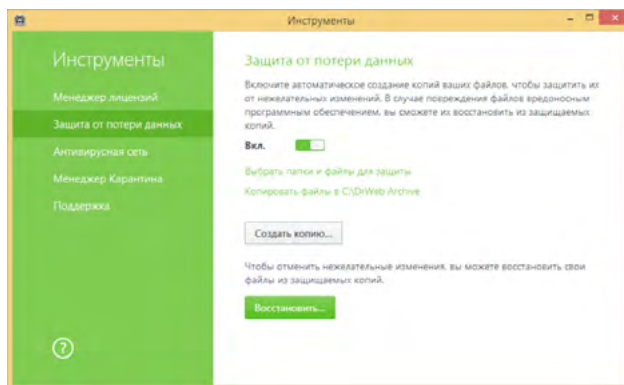 Инструменты
Инструменты
Менеджер лицензий
Защита от потери данных
Антивирусная сеть
Менеджер Карантина
Поддержка
?
Защита от потери данных
Включите автоматическое создание копий ваших файлов, чтобы защитить их
от нежелательных изменений. В случае повреждения файлов вредоносным
программным обеспечением, вы сможете их восстановить из защищаемых
копий.
Вкл.
Выбрать папки и файлы для защиты
Копировать файлы в C:\DrWeb Archive
Создать копию...
Чтобы отменить нежелательные изменения, вы можете восстановить свои
файлы из защищаемых копий.
Восстановить...